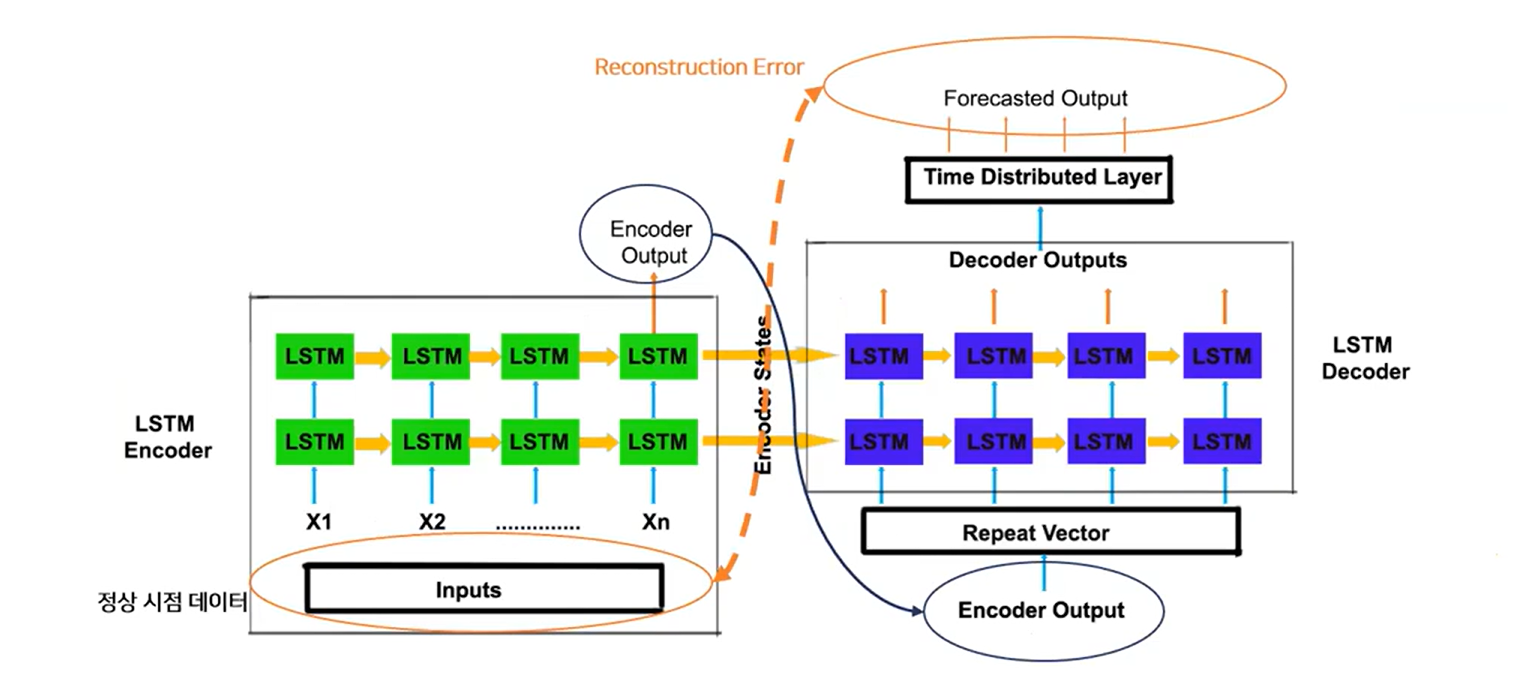 Reconstruction Error
Forecasted Output
Time Distributed Layer
Encoder
Output
Decoder Outputs
LSTM LSTM LSTM LSTM
LSTM LSTM LSTM LSTM
LSTM
Encoder
X1 X2 .............. Xn
Inputs
정상 시점 데이터
Encoder States
LSTM LSTM LSTM LSTM
LSTM LSTM LSTM LSTM
LSTM
Decoder
Repeat Vector
Encoder Output